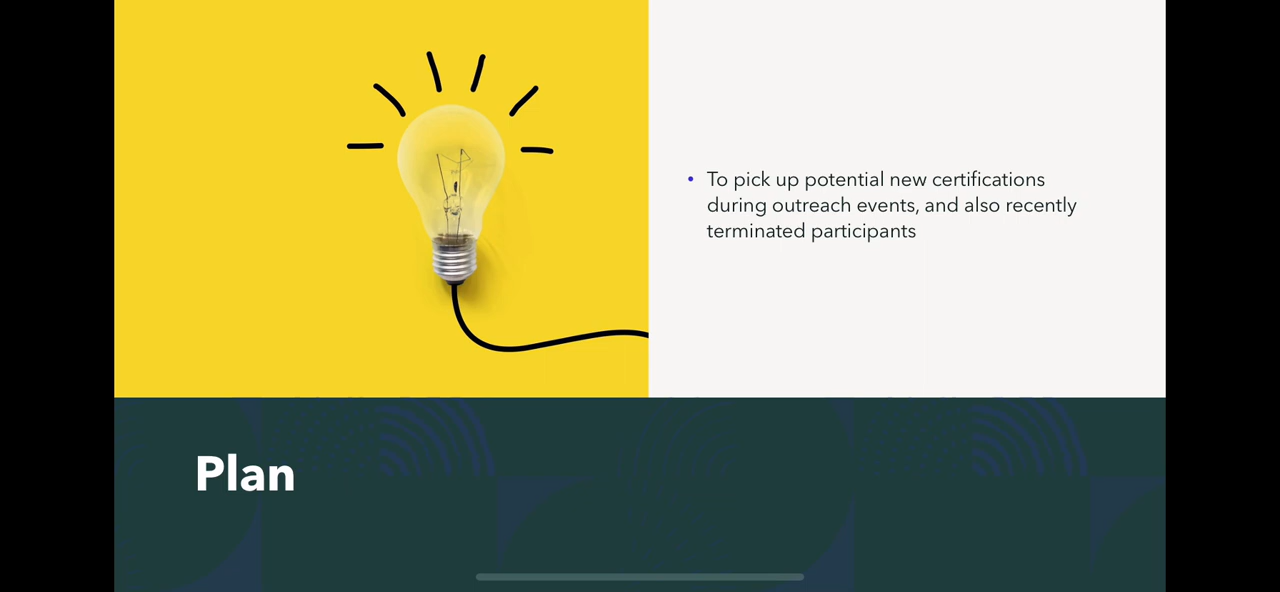 • To pick up potential new certifications
during outreach events, and also recently
terminated participants
Plan